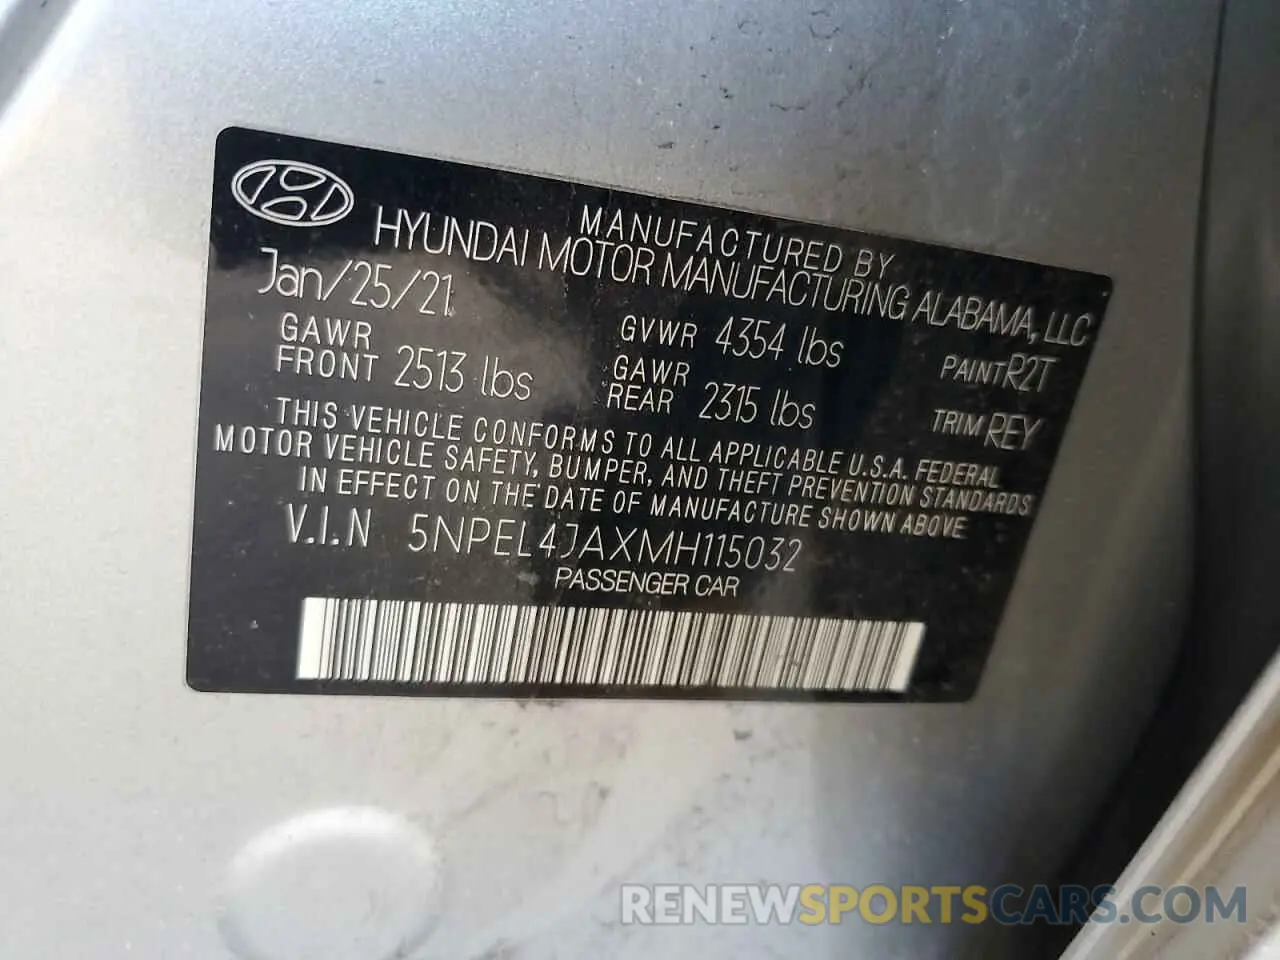 MANUFACTURED BY
HYUNDAI MOTOR MANUFACTURING ALABAMA, LLC
Jan/25/21
GAWR FRONT 2513 lbs
GVWR 4354 lbs
GAWR REAR 2315 lbs
PAINT R2T
TRIM REY
THIS VEHICLE CONFORMS TO ALL APPLICABLE U.S.A. FEDERAL
MOTOR VEHICLE SAFETY, BUMPER, AND THEFT PREVENTION STANDARDS
IN EFFECT ON THE DATE OF MANUFACTURE SHOWN ABOVE
V.I.N 5NPEL4JAXMH115032
PASSENGER CAR
RENEWSPORTSCARS.COM